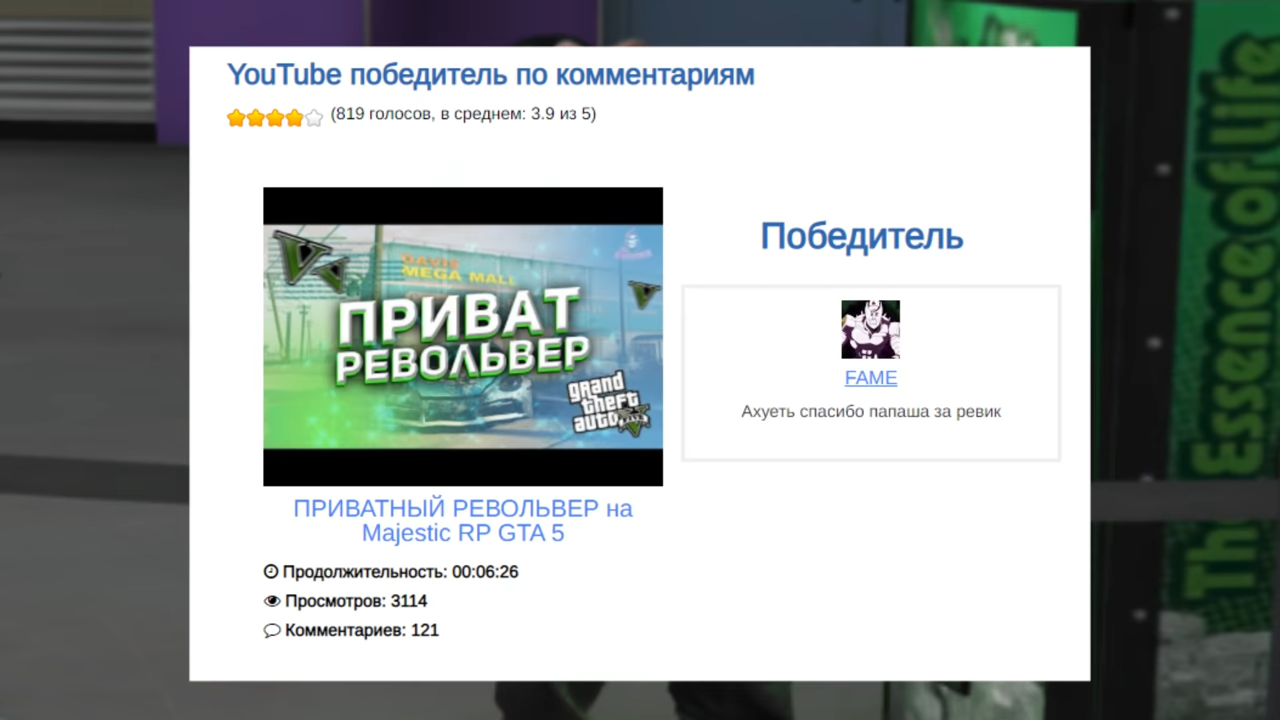 YouTube победитель по комментариям
(819 голосов, в среднем: 3.9 из 5)
DAVIS
MEGA MALL
ПРИВАТ
РЕВОЛЬВЕР
grand
theft
auto
V
ПРИВАТНЫЙ РЕВОЛЬВЕР на
Majestic RP GTA 5
Продолжительность: 00:06:26
Просмотров: 3114
Комментариев: 121
Победитель
FAME
Ахуеть спасибо папаша за ревик
The Essence of Life